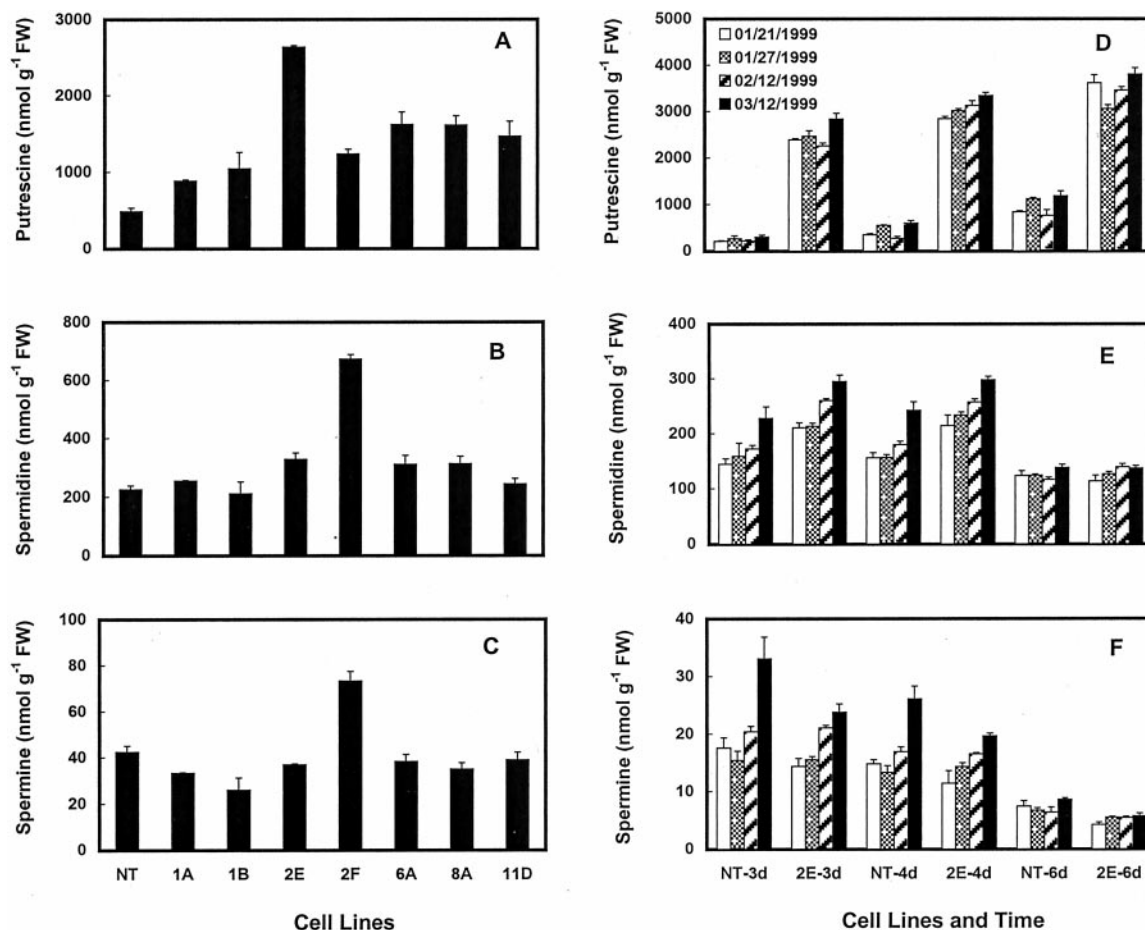 A
Putrescine (nmol g⁻¹ FW)
3000
2000
1000
0
B
Spermidine (nmol g⁻¹ FW)
800
600
400
200
0
C
Spermine (nmol g⁻¹ FW)
100
80
60
40
20
0
NT 1A 1B 2E 2F 6A 8A 11D
Cell Lines
D
Putrescine (nmol g⁻¹ FW)
5000
4000
3000
2000
1000
0
01/21/1999
01/27/1999
02/12/1999
03/12/1999
E
Spermidine (nmol g⁻¹ FW)
400
300
200
100
0
F
Spermine (nmol g⁻¹ FW)
40
30
20
10
0
NT-3d 2E-3d NT-4d 2E-4d NT-6d 2E-6d
Cell Lines and Time